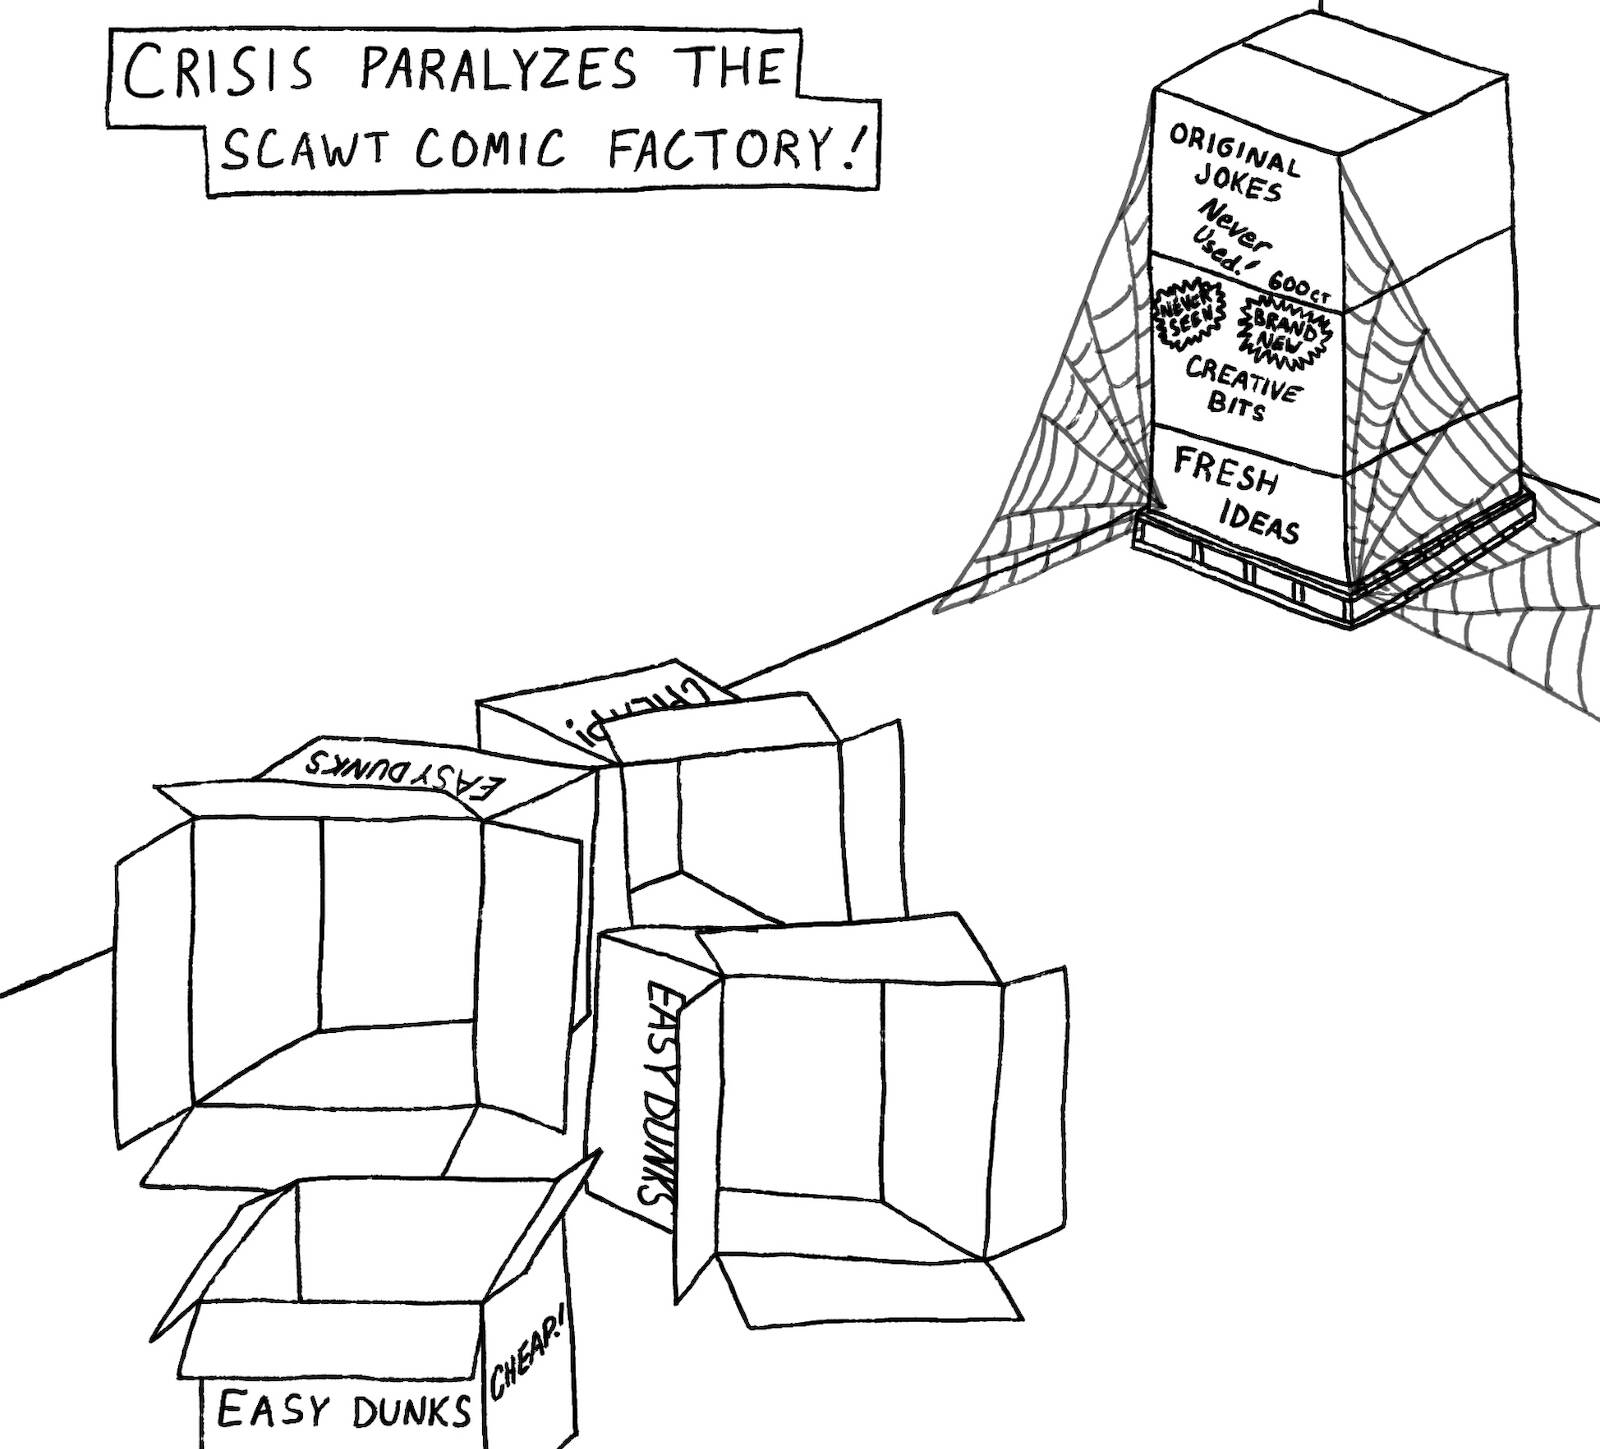 CRISIS PARALYZES THE
SCAWT COMIC FACTORY!
ORIGINAL
JOKES
Never
Used!
600CT
NEVER
SEEN
BRAND
NEW
CREATIVE
BITS
FRESH
IDEAS
CHEAP!
EASY DUNKS
EASY DUNKS
CHEAP!
EASY DUNKS